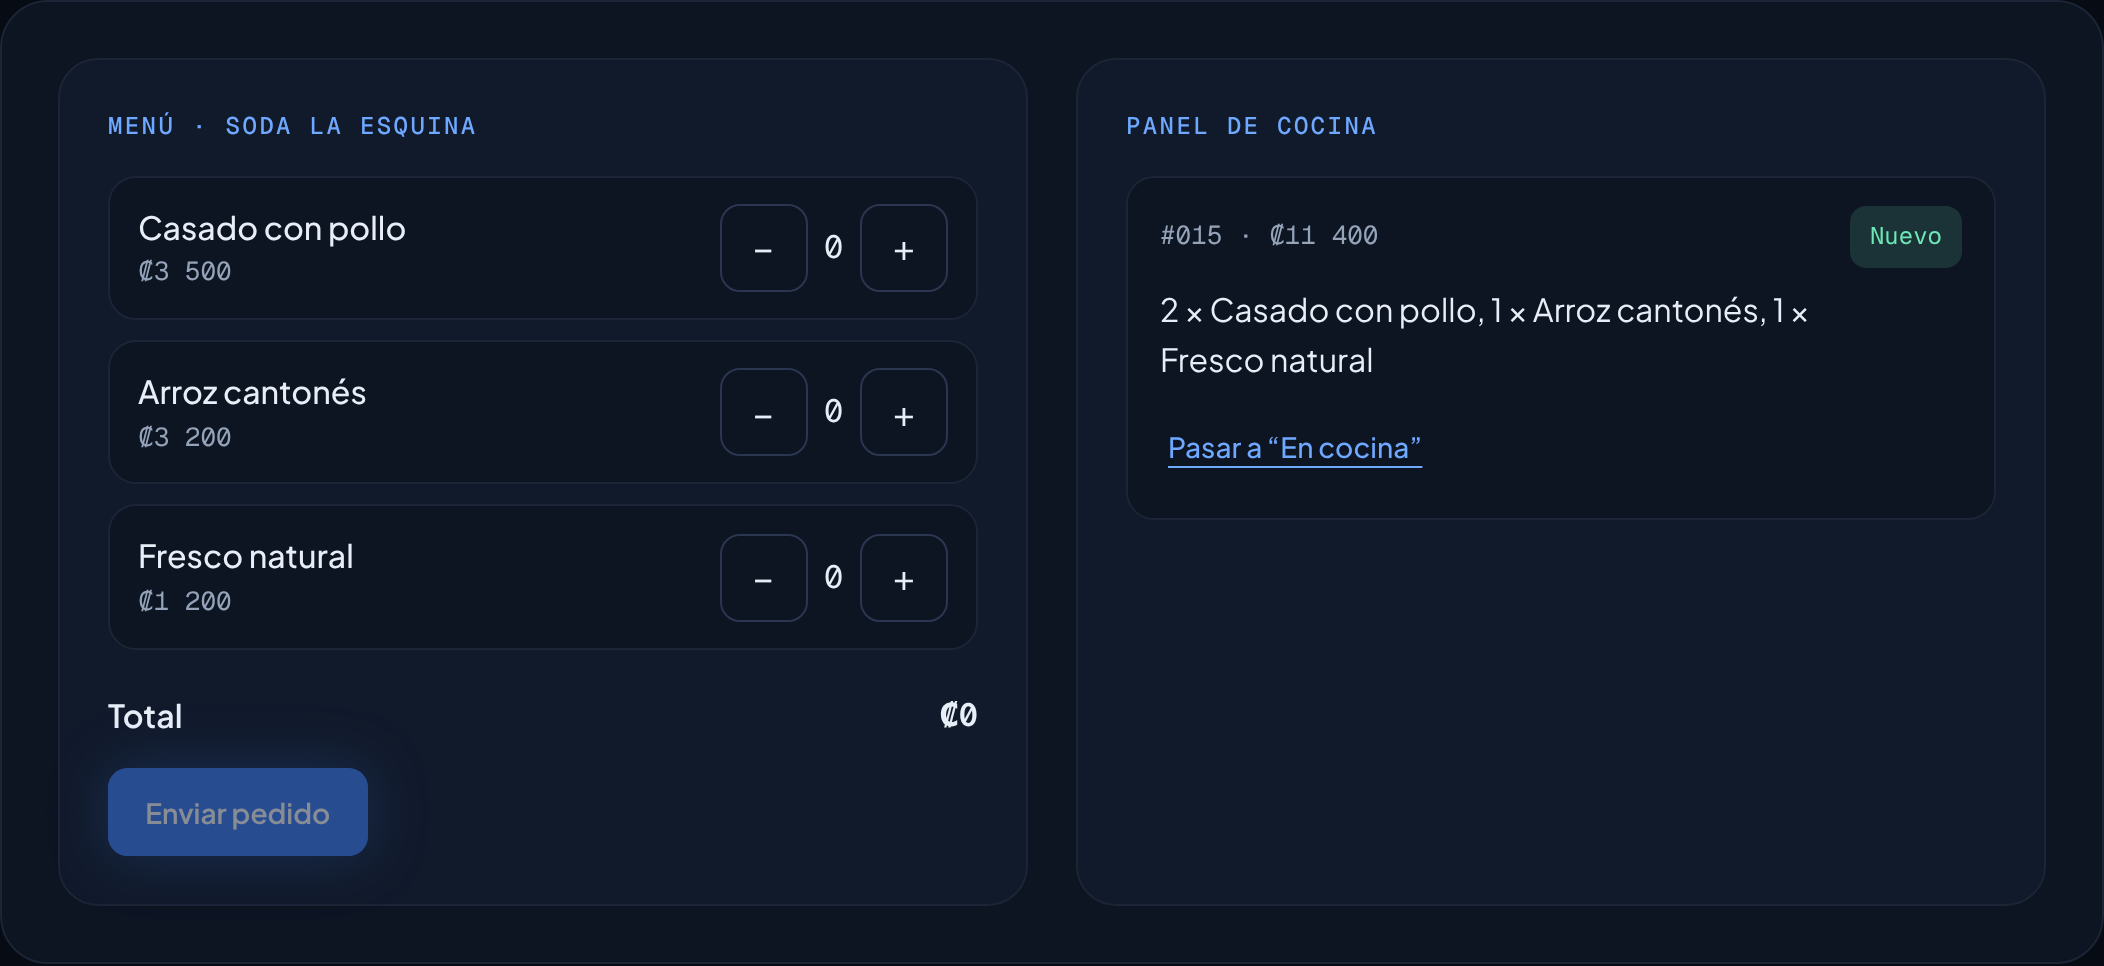 MENÚ · SODA LA ESQUINA
Casado con pollo
₡3 500
− 0 +
Arroz cantonés
₡3 200
− 0 +
Fresco natural
₡1 200
− 0 +
Total ₡0
Enviar pedido
PANEL DE COCINA
#015 · ₡11 400 Nuevo
2 × Casado con pollo, 1 × Arroz cantonés, 1 ×
Fresco natural
Pasar a “En cocina”